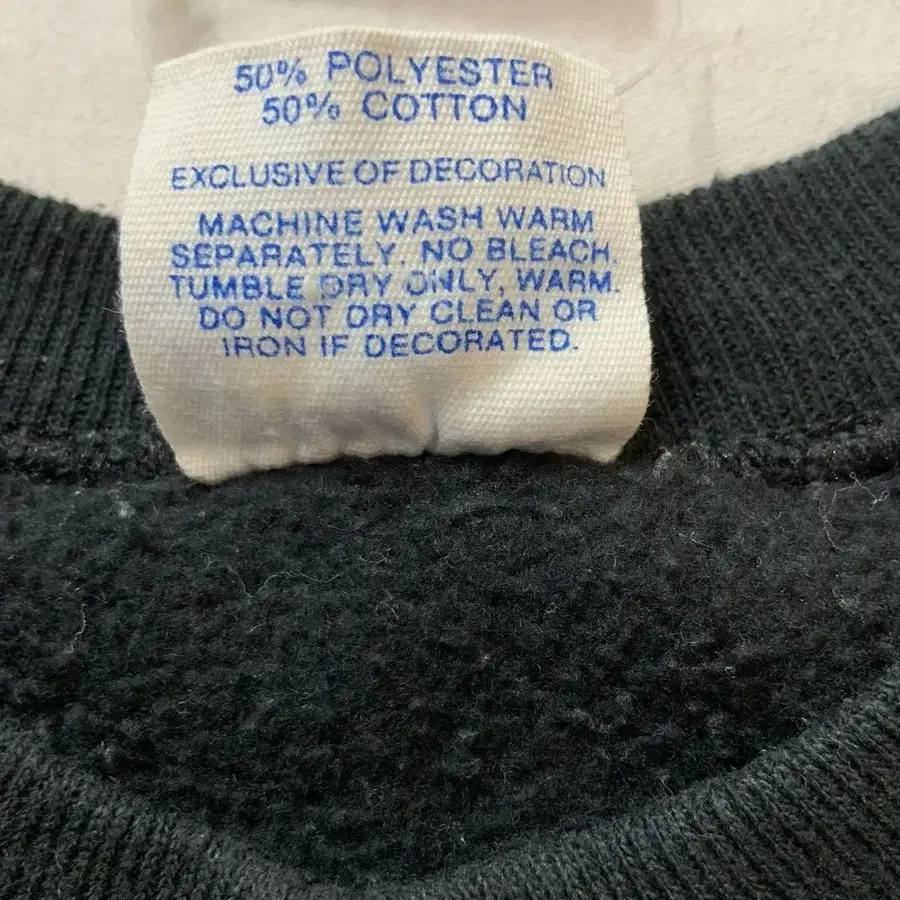 50% POLYESTER
50% COTTON
EXCLUSIVE OF DECORATION
MACHINE WASH WARM
SEPARATELY. NO BLEACH.
TUMBLE DRY ONLY, WARM.
DO NOT DRY CLEAN OR
IRON IF DECORATED.